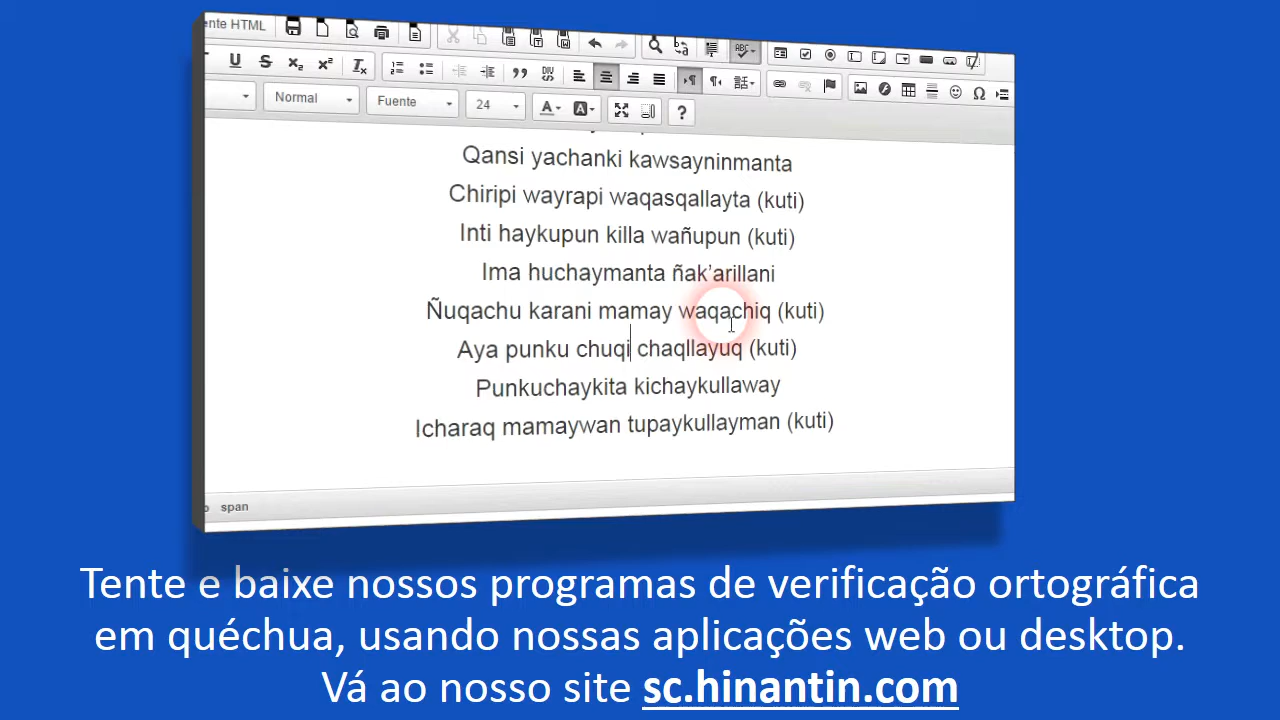 ente HTML
Normal Fuente 24
Qansi yachanki kawsayninmanta
Chiripi wayrapi waqasqallayta (kuti)
Inti haykupun killa wañupun (kuti)
Ima huchaymanta ñak’arillani
Ñuqachu karani mamay waqachiq (kuti)
Aya punku chuqi chaqllayuq (kuti)
Punkuchaykita kichaykullaway
Icharaq mamaywan tupaykullayman (kuti)
span
Tente e baixe nossos programas de verificação ortográfica
em quéchua, usando nossas aplicações web ou desktop.
Vá ao nosso site sc.hinantin.com